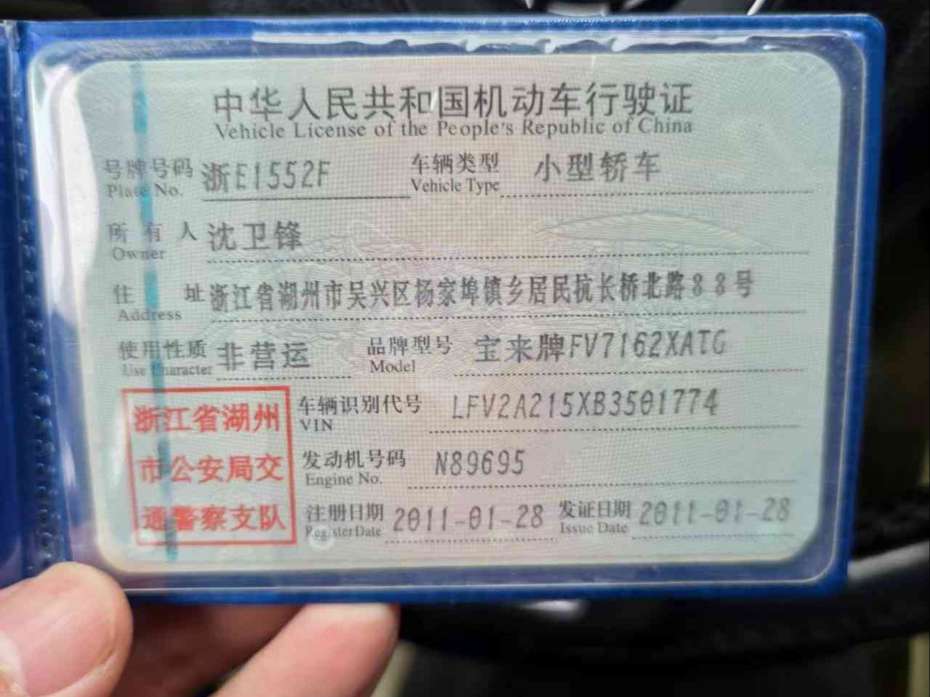 中华人民共和国机动车行驶证
Vehicle License of the People's Republic of China
号牌号码 浙E1552F 车辆类型 小型轿车
Plate No. Vehicle Type
所有人 沈卫锋
Owner
住址 浙江省湖州市吴兴区杨家埠镇乡居民抗长桥北路88号
Address
使用性质 非营运 品牌型号 宝来牌FV7162XATG
Use Character Model
浙江省湖州
市公安局交
通警察支队
车辆识别代号 LFV2A215XB3501774
VIN
发动机号码 N89695
Engine No.
注册日期 2011-01-28 发证日期 2011-01-28
Register Date Issue Date